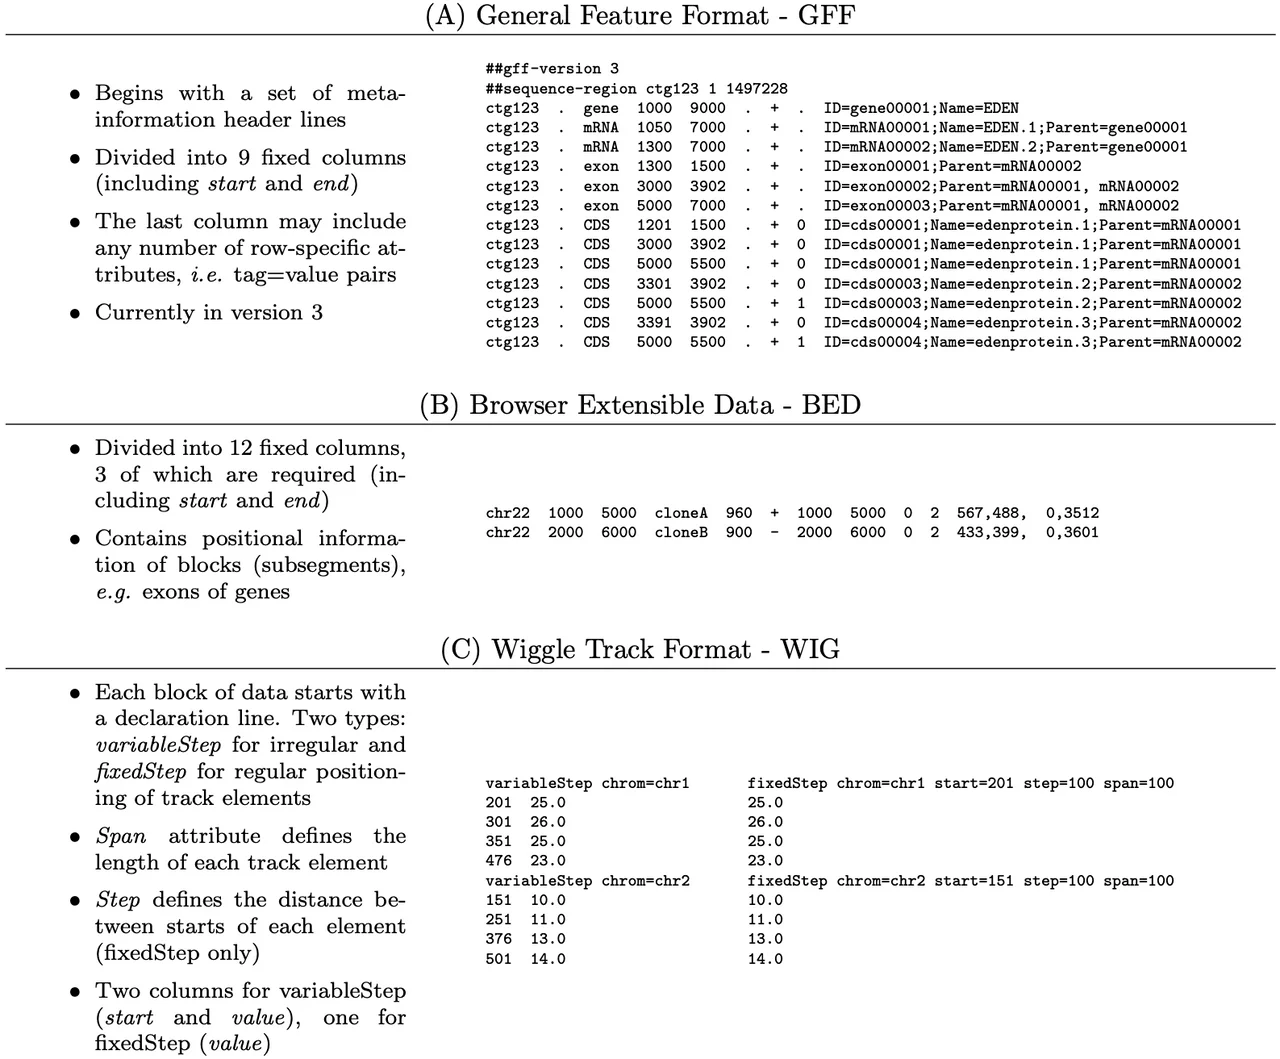 (A) General Feature Format - GFF
• Begins with a set of meta-
information header lines
• Divided into 9 fixed columns
(including start and end)
• The last column may include
any number of row-specific at-
tributes, i.e. tag=value pairs
• Currently in version 3
##gff-version 3
##sequence-region ctg123 1 1497228
ctg123 . gene 1000 9000 . + . ID=gene00001;Name=EDEN
ctg123 . mRNA 1050 7000 . + . ID=mRNA00001;Name=EDEN.1;Parent=gene00001
ctg123 . mRNA 1300 7000 . + . ID=mRNA00002;Name=EDEN.2;Parent=gene00001
ctg123 . exon 1300 1500 . + . ID=exon00001;Parent=mRNA00002
ctg123 . exon 3000 3902 . + . ID=exon00002;Parent=mRNA00001, mRNA00002
ctg123 . exon 5000 7000 . + . ID=exon00003;Parent=mRNA00001, mRNA00002
ctg123 . CDS 1201 1500 . + 0 ID=cds00001;Name=edenprotein.1;Parent=mRNA00001
ctg123 . CDS 3000 3902 . + 0 ID=cds00001;Name=edenprotein.1;Parent=mRNA00001
ctg123 . CDS 5000 5500 . + 0 ID=cds00001;Name=edenprotein.1;Parent=mRNA00001
ctg123 . CDS 3301 3902 . + 0 ID=cds00003;Name=edenprotein.2;Parent=mRNA00002
ctg123 . CDS 5000 5500 . + 1 ID=cds00003;Name=edenprotein.2;Parent=mRNA00002
ctg123 . CDS 3391 3902 . + 0 ID=cds00004;Name=edenprotein.3;Parent=mRNA00002
ctg123 . CDS 5000 5500 . + 1 ID=cds00004;Name=edenprotein.3;Parent=mRNA00002
(B) Browser Extensible Data - BED
• Divided into 12 fixed columns,
3 of which are required (in-
cluding start and end)
• Contains positional informa-
tion of blocks (subsegments),
e.g. exons of genes
chr22 1000 5000 cloneA 960 + 1000 5000 0 2 567,488, 0,3512
chr22 2000 6000 cloneB 900 - 2000 6000 0 2 433,399, 0,3601
(C) Wiggle Track Format - WIG
• Each block of data starts with
a declaration line. Two types:
variableStep for irregular and
fixedStep for regular position-
ing of track elements
• Span attribute defines the
length of each track element
• Step defines the distance be-
tween starts of each element
(fixedStep only)
• Two columns for variableStep
(start and value), one for
fixedStep (value)
variableStep chrom=chr1
201 25.0
301 26.0
351 25.0
476 23.0
variableStep chrom=chr2
151 10.0
251 11.0
376 13.0
501 14.0
fixedStep chrom=chr1 start=201 step=100 span=100
25.0
26.0
25.0
23.0
fixedStep chrom=chr2 start=151 step=100 span=100
10.0
11.0
13.0
14.0